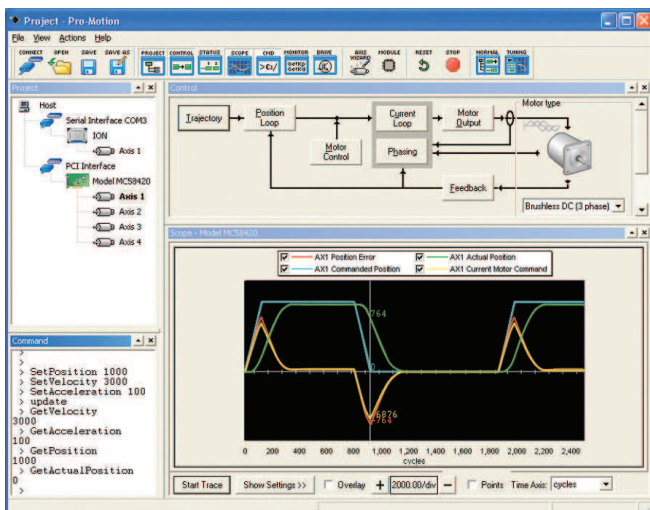 Project - Pro-Motion
File View Actions Help
CONNECT OPEN SAVE SAVE AS PROJECT CONTROL STATUS SCOPE CMD MONITOR DRIVE AXIS WIZARD MODULE RESET STOP NORMAL TUNING
>C:/
GetKp
GetKd
Project
Host
Serial Interface COM3
ION
Axis 1
PCI Interface
Model MC58420
Axis 1
Axis 2
Axis 3
Axis 4
Control
Trajectory
Position Loop
Motor Control
Current Loop
Phasing
Motor Output
Feedback
Motor type
Brushless DC (3 phase)
Scope - Model MC58420
AX1 Position Error
AX1 Actual Position
AX1 Commanded Position
AX1 Current Motor Command
764
0
-6876
-764
0 200 400 600 800 1,000 1,200 1,400 1,600 1,800 2,000 2,200 2,400
cycles
Start Trace Show Settings >> Overlay + 2000.00/div - Points Time Axis: cycles
Command
>
>
> SetPosition 1000
> SetVelocity 3000
> SetAcceleration 100
> update
> GetVelocity
3000
> GetAcceleration
100
> GetPosition
1000
> GetActualPosition
0
>